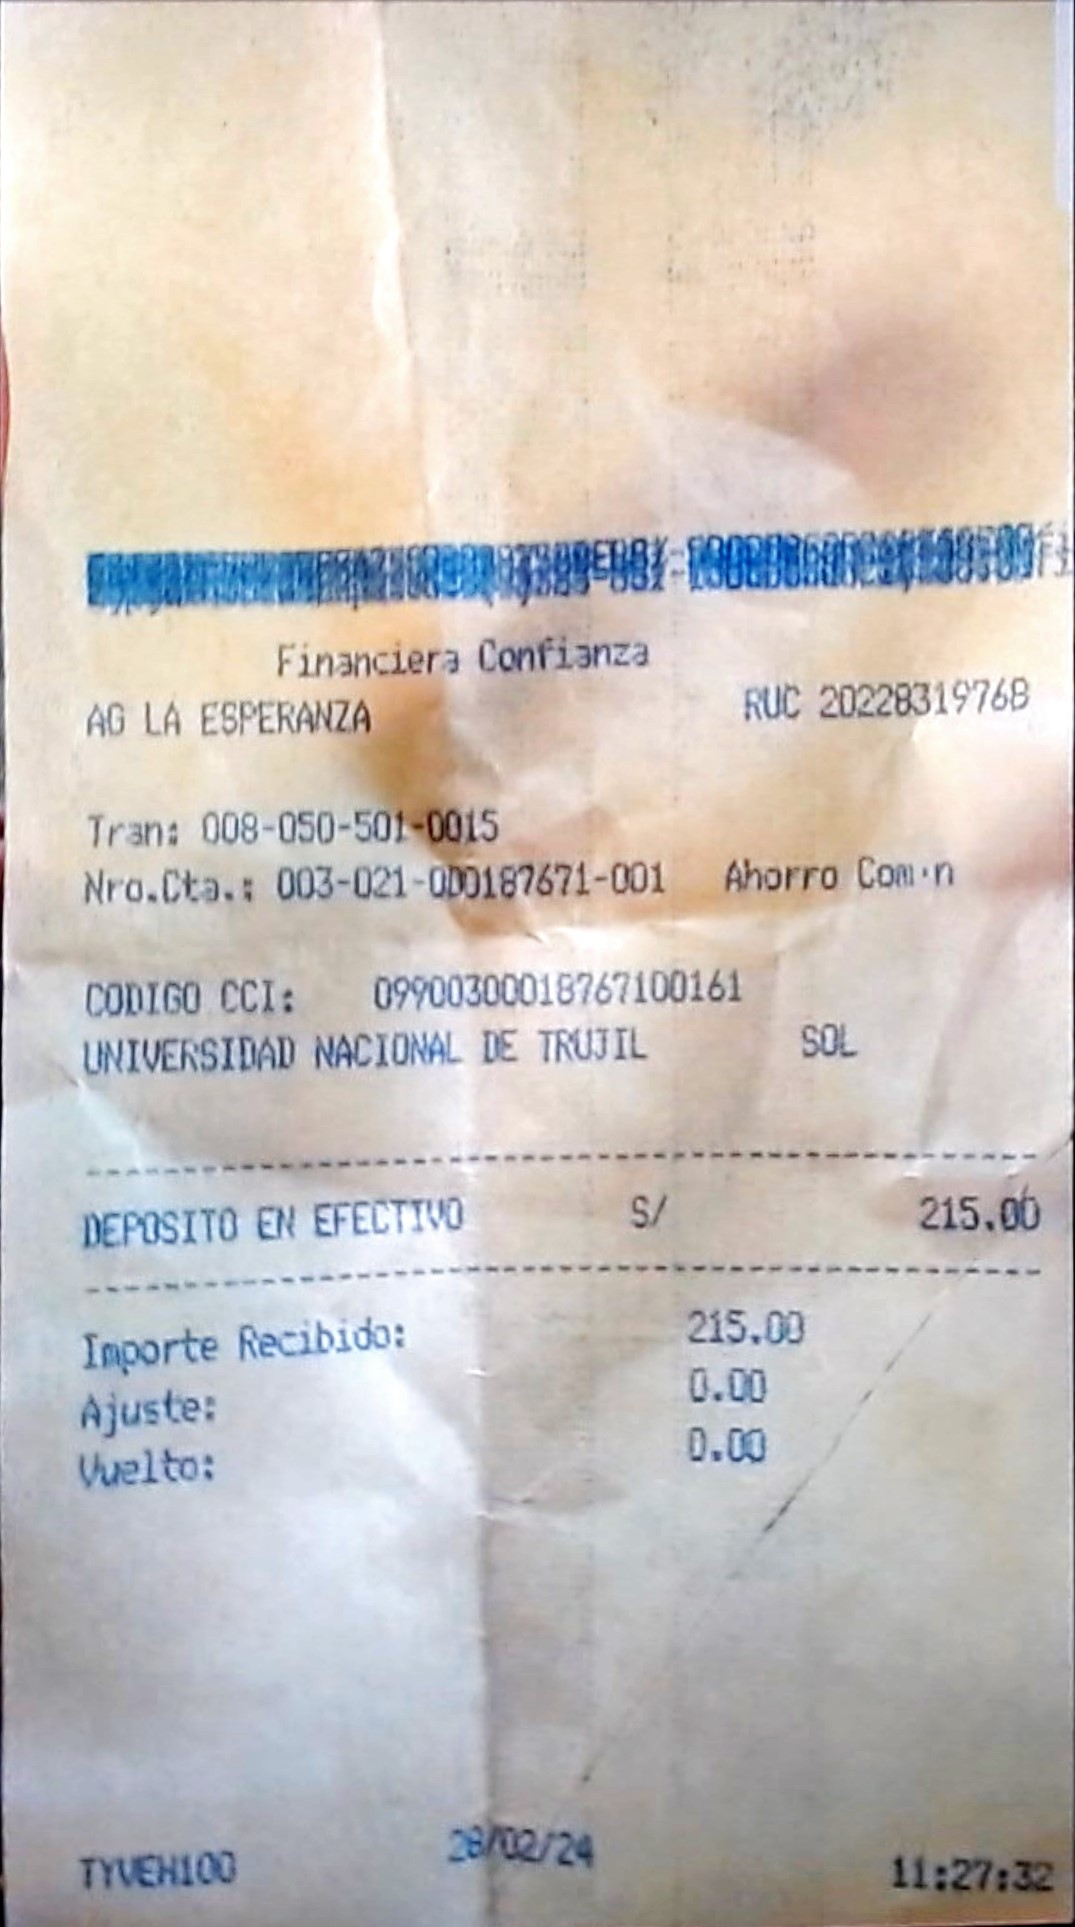 Financiera Confianza
AG LA ESPERANZA RUC 20228319768
Tran: 008-050-501-0015
Nro.Cta.: 003-021-000187671-001 Ahorro Com·n
CODIGO CCI: 09900300018767100161
UNIVERSIDAD NACIONAL DE TRUJIL SOL
DEPOSITO EN EFECTIVO S/ 215.00
Importe Recibido: 215.00
Ajuste: 0.00
Vuelto: 0.00
TYVEH100 28/02/24 11:27:32